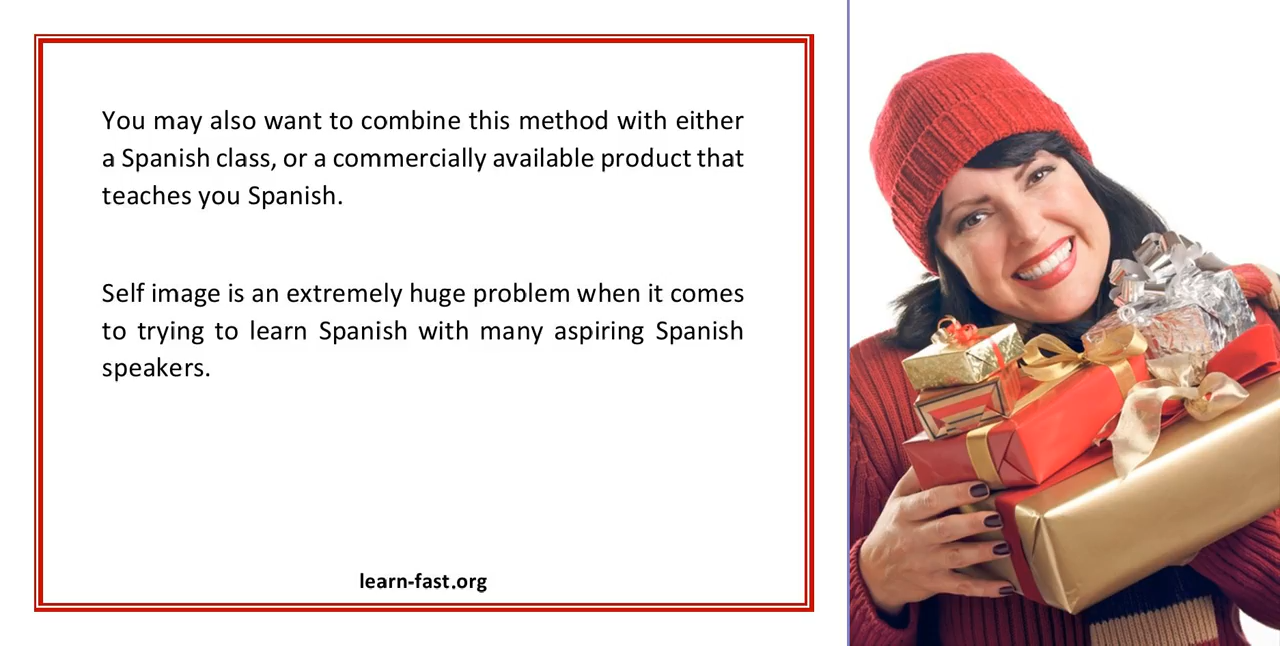 You may also want to combine this method with either
a Spanish class, or a commercially available product that
teaches you Spanish.
Self image is an extremely huge problem when it comes
to trying to learn Spanish with many aspiring Spanish
speakers.
learn-fast.org